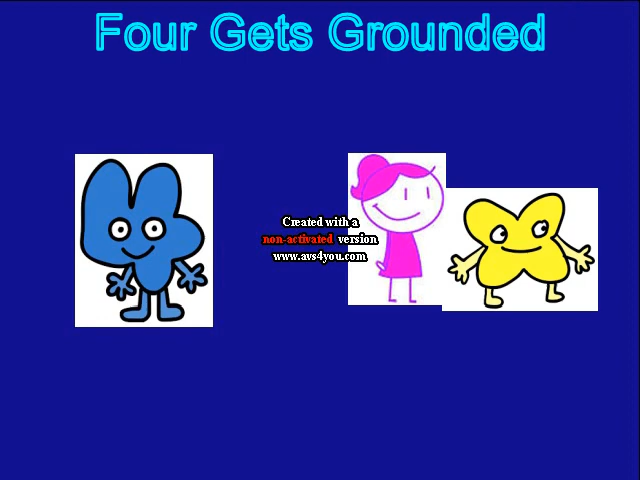 Four Gets Grounded
Created with a
non-activated version
www.avs4you.com